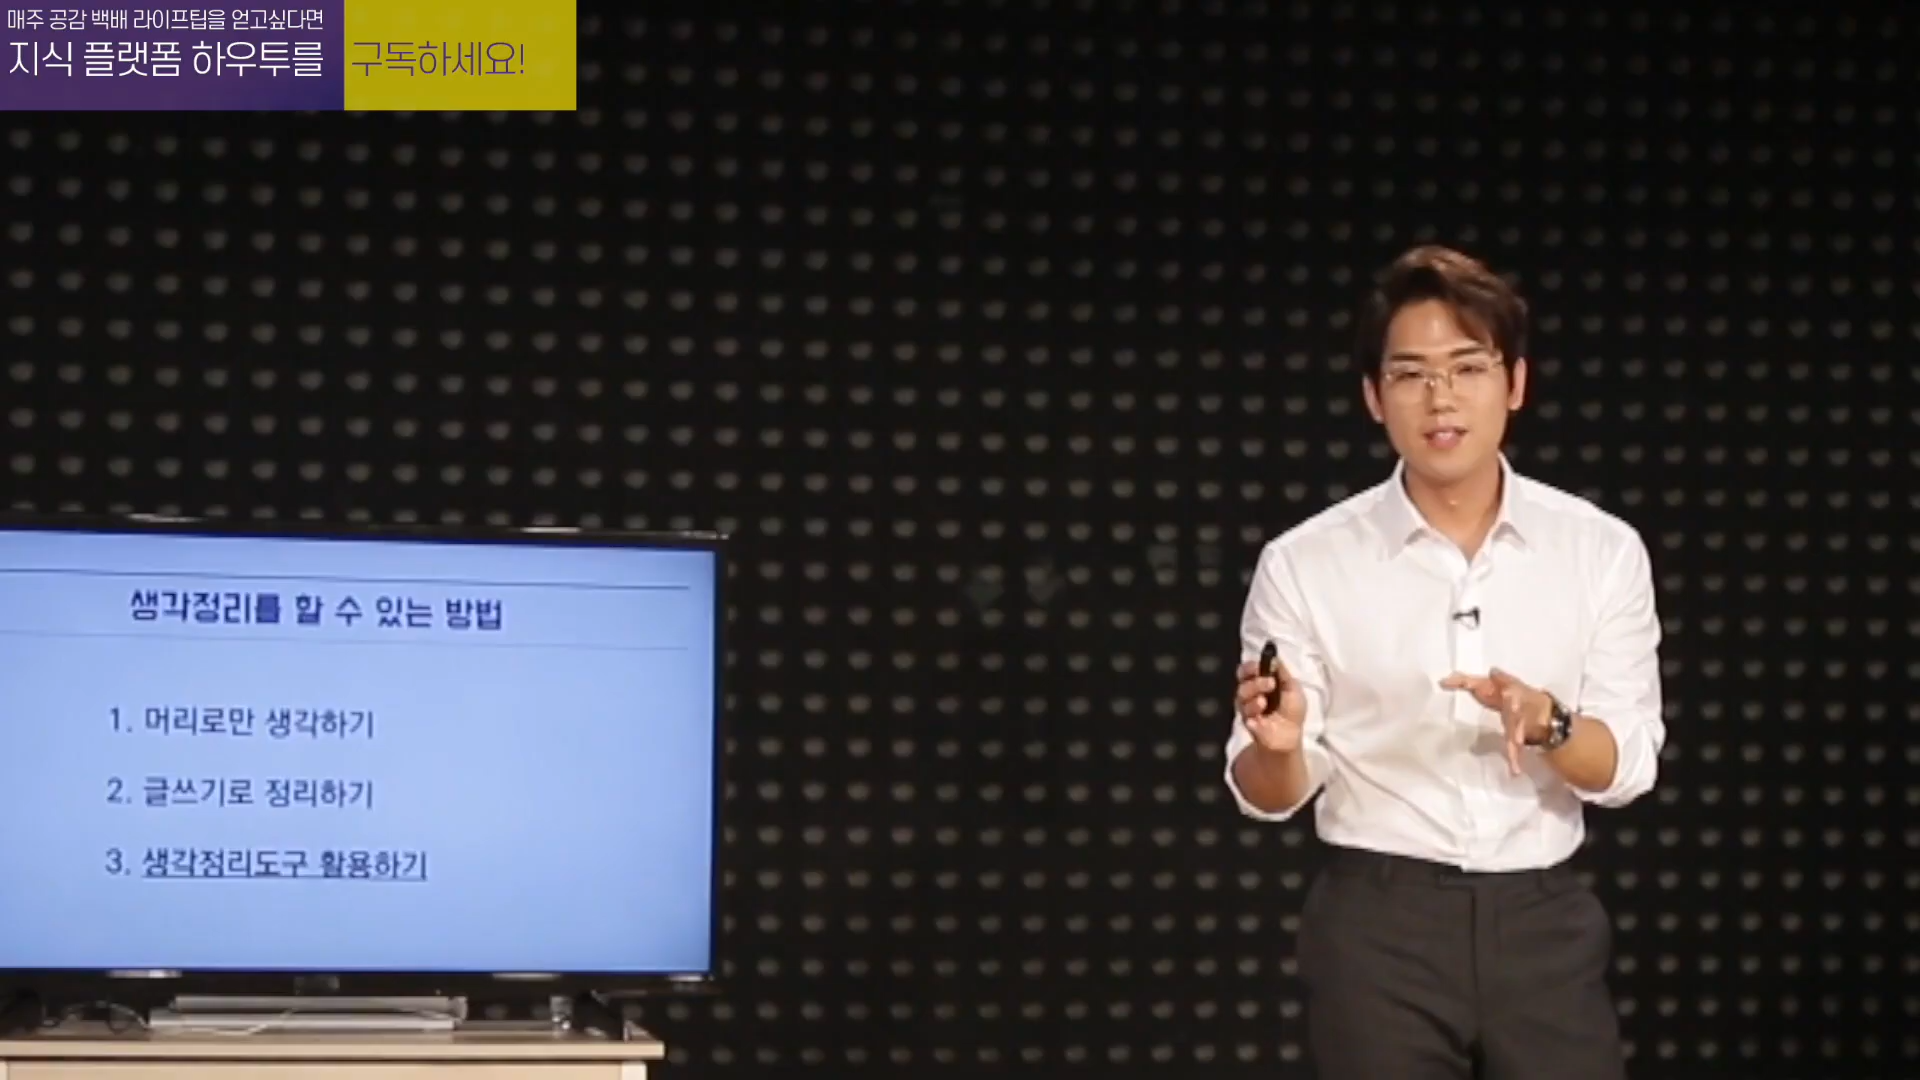 매주 공감 백배 라이프팁을 얻고싶다면
지식 플랫폼 하우투를 구독하세요!
생각정리를 할 수 있는 방법
1. 머리로만 생각하기
2. 글쓰기로 정리하기
3. 생각정리도구 활용하기